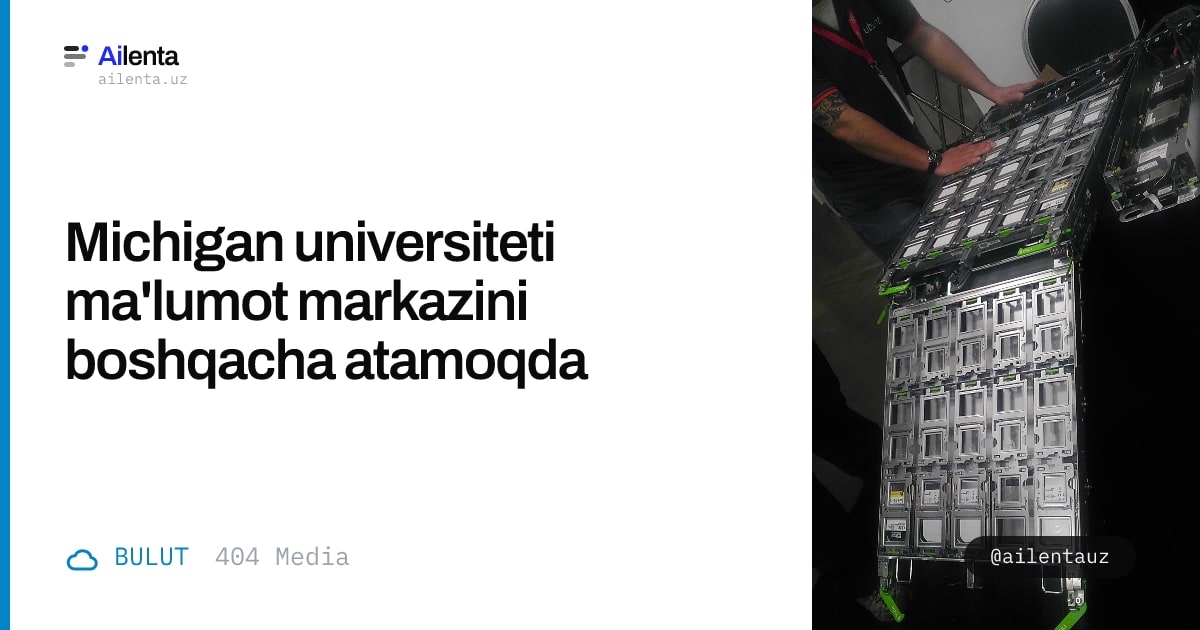 Ailenta
ailenta.uz
Michigan universiteti
ma'lumot markazini
boshqacha atamoqda
BULUT 404 Media
@ailentauz